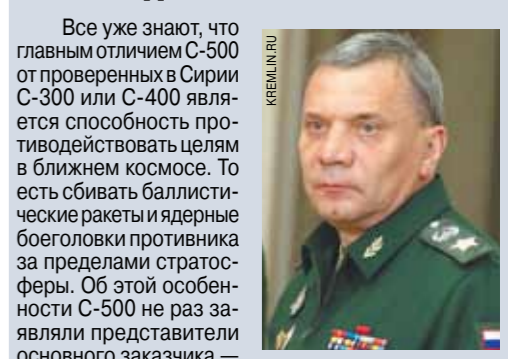 Все уже знают, что
главным отличием С-500
от проверенных в Сирии
С-300 или С-400 явля-
ется способность про-
тиводействовать целям
в ближнем космосе. То
есть сбивать баллисти-
ческие ракеты и ядерные
боеголовки противника
за пределами стратос-
феры. Об этой особен-
ности С-500 не раз за-
являли представители
основного заказчика —
KREMLIN.RU